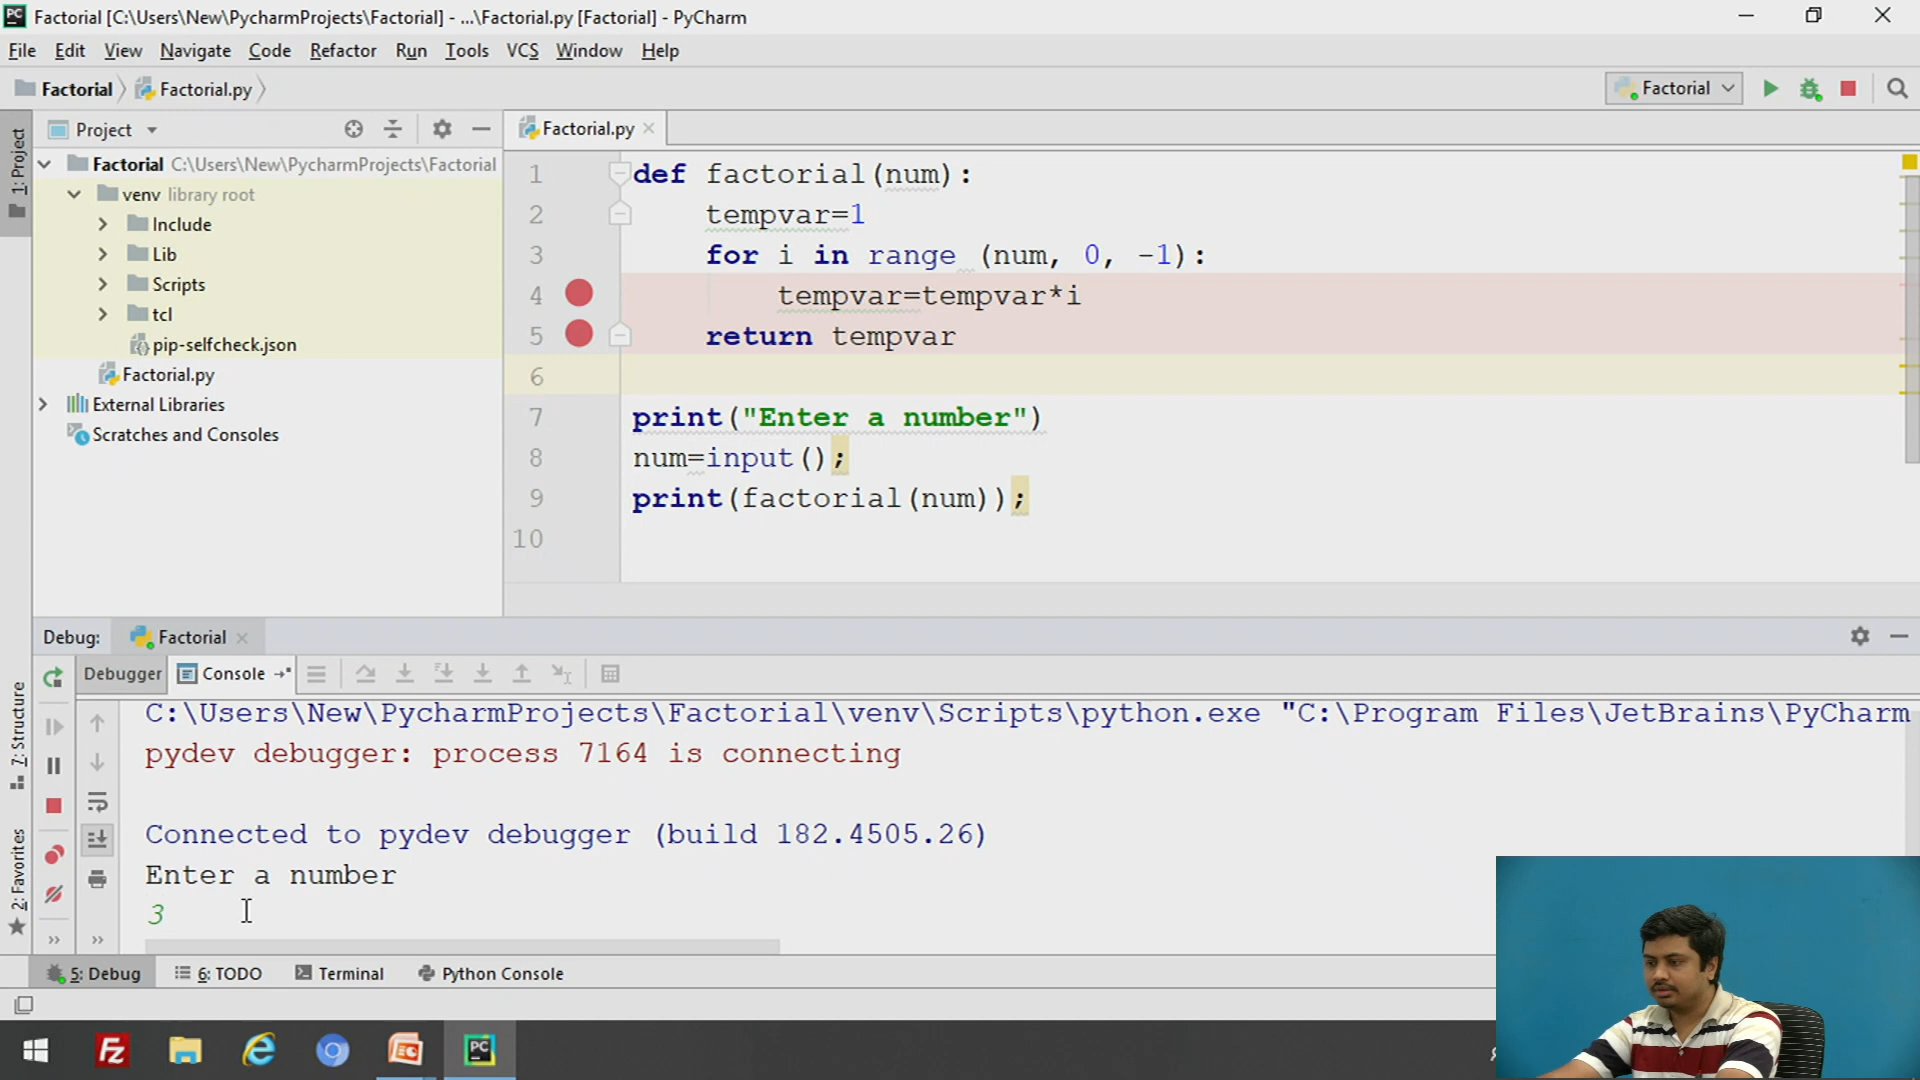 Factorial [C:\Users\New\PycharmProjects\Factorial] - ...\Factorial.py [Factorial] - PyCharm
File Edit View Navigate Code Refactor Run Tools VCS Window Help
Factorial Factorial.py Factorial
1: Project
Project
Factorial C:\Users\New\PycharmProjects\Factorial
venv library root
Include
Lib
Scripts
tcl
pip-selfcheck.json
Factorial.py
External Libraries
Scratches and Consoles
Factorial.py
1 def factorial(num):
2 tempvar=1
3 for i in range (num, 0, -1):
4 tempvar=tempvar*i
5 return tempvar
6
7 print("Enter a number")
8 num=input();
9 print(factorial(num));
10
Debug: Factorial
Debugger Console
7: Structure
2: Favorites
C:\Users\New\PycharmProjects\Factorial\venv\Scripts\python.exe "C:\Program Files\JetBrains\PyCharm
pydev debugger: process 7164 is connecting
Connected to pydev debugger (build 182.4505.26)
Enter a number
3
5: Debug 6: TODO Terminal Python Console
Fz
PC